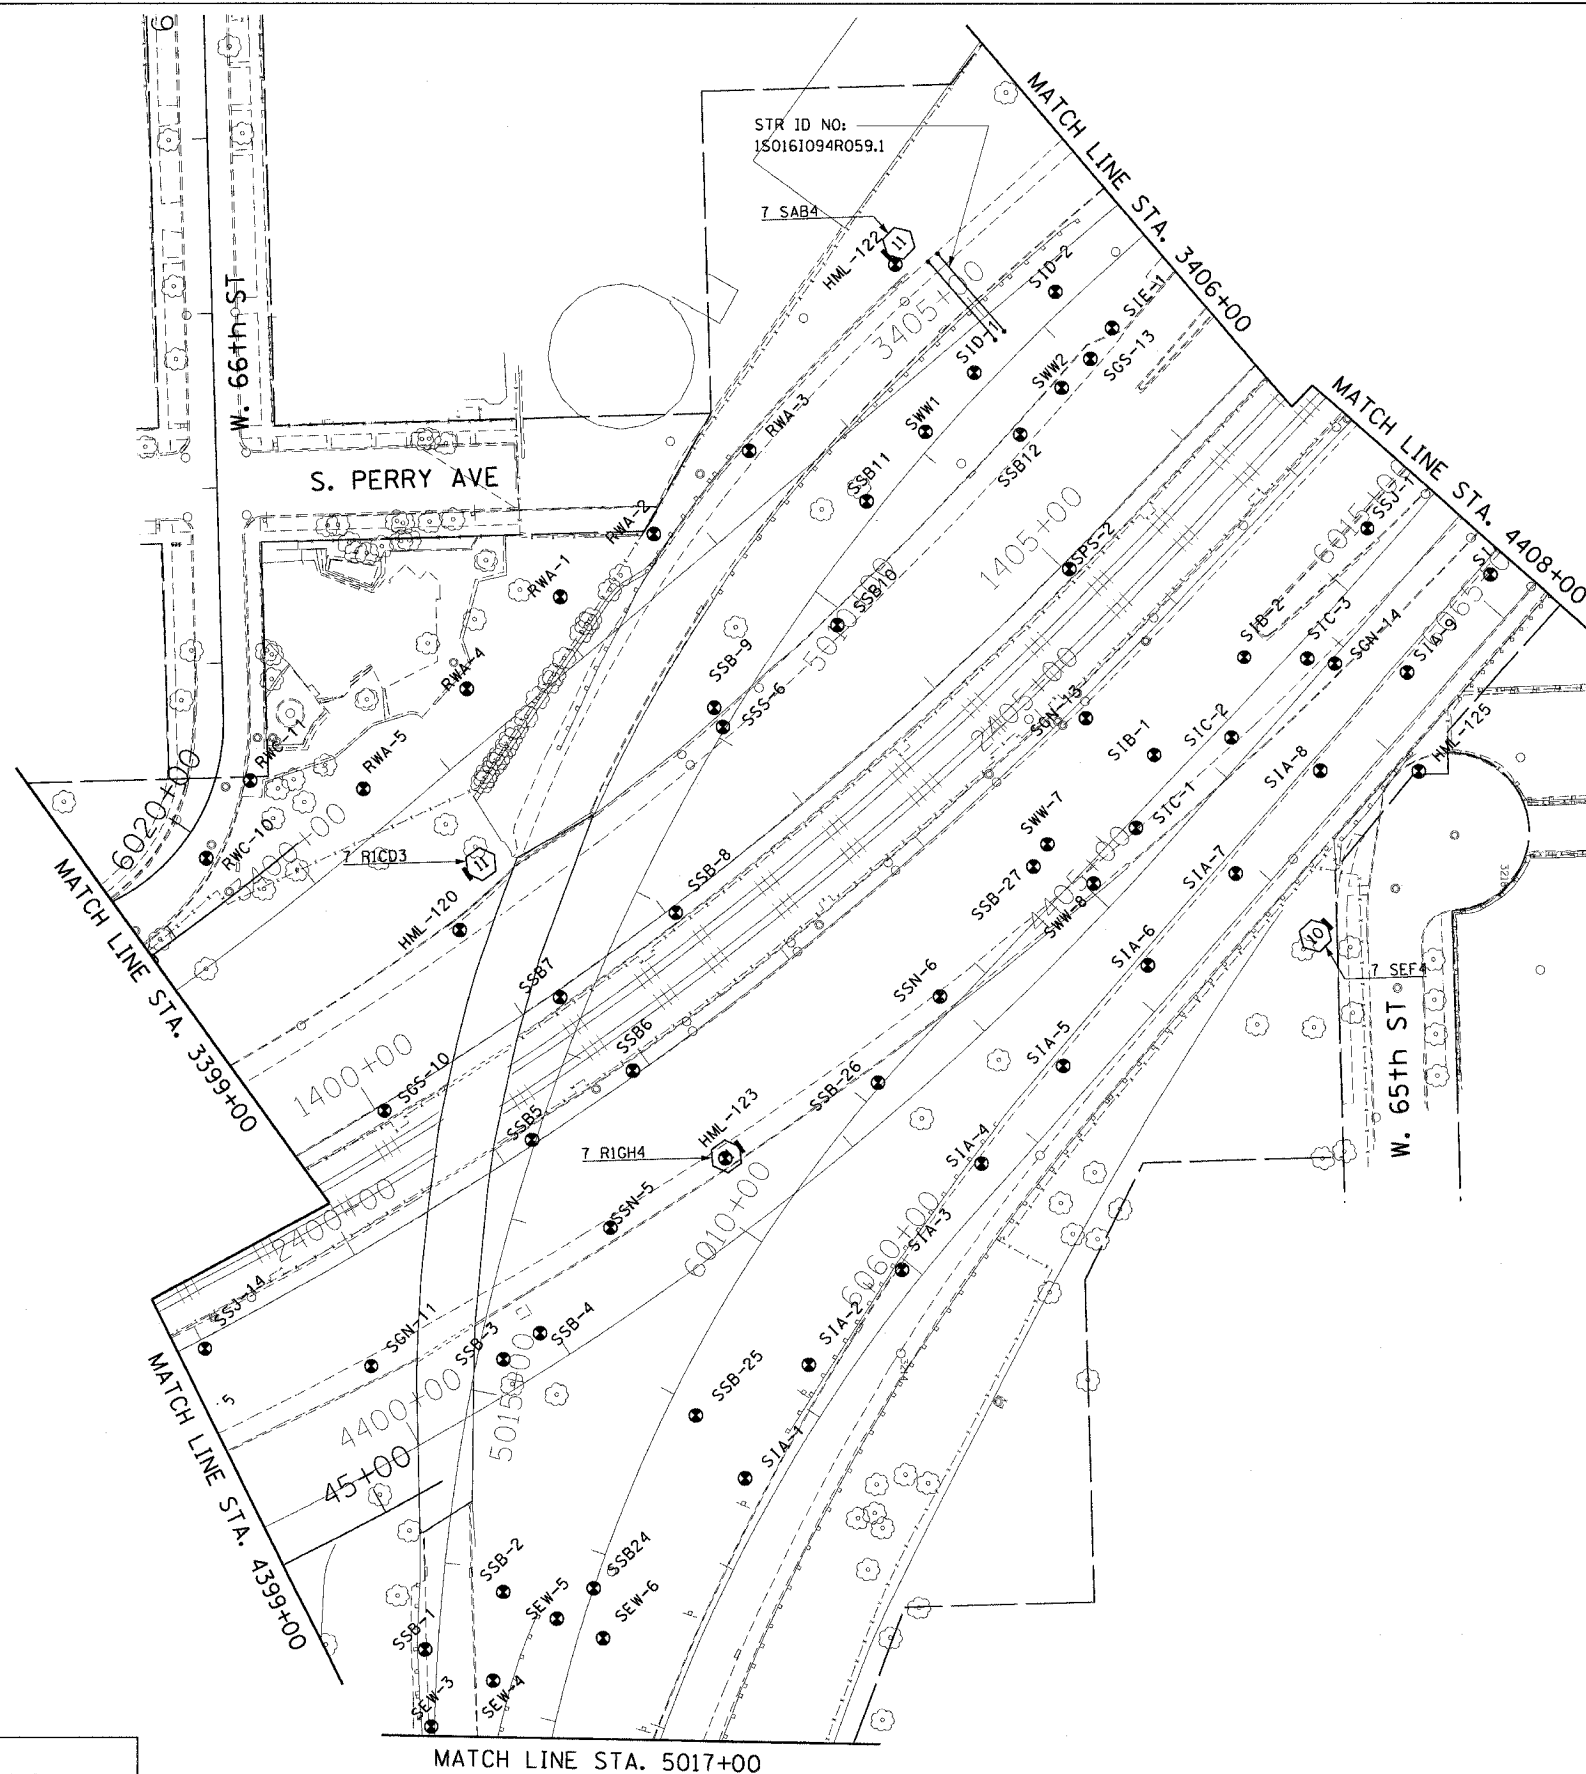 STR ID NO:
1S016I094R059.1
MATCH LINE STA. 3406+00
7 SAB4
11
HML-122
3405+00
SID-2
SIE-1
SID-1
SGS-13
SWW2
W. 66th ST
MATCH LINE STA. 4408+00
RWA-3
SWW1
SSB12
S. PERRY AVE
SSB11
6015+00
SSJ-1
RWA-2
1405+00
SPS-2
RWA-1
SSB10
5010+00
SIB-2
SIC-3
SGN-14
SIA-9
RWA-4
SSB-9
SSS-6
2405+00
SGN-13
SIB-1
SIC-2
HML-125
RWC-11
RWA-5
SIA-8
6020+00
RWC-10
SWW-7
SIC-1
7 RICD3
11
SSB-8
SSB-27
4405+00
SWW-8
SIA-7
MATCH LINE STA. 3399+00
HML-120
SIA-6
10
7 SEF4
SSB7
SSN-6
W. 65th ST
1400+00
SGS-10
SSB6
SIA-5
SSB-26
SSB5
HML-123
7 RIGH4
SIA-4
2400+00
SSN-5
6010+00
SIA-3
6060+00
SSJ-14
SGN-11
SSB-3
SSB-4
SIA-2
MATCH LINE STA. 4399+00
4400+00
5015+00
SSB-25
45+00
SIA-1
SSB-2
SSB24
SEW-5
SEW-6
SSB-1
SEW-3
SEW-4
MATCH LINE STA. 5017+00